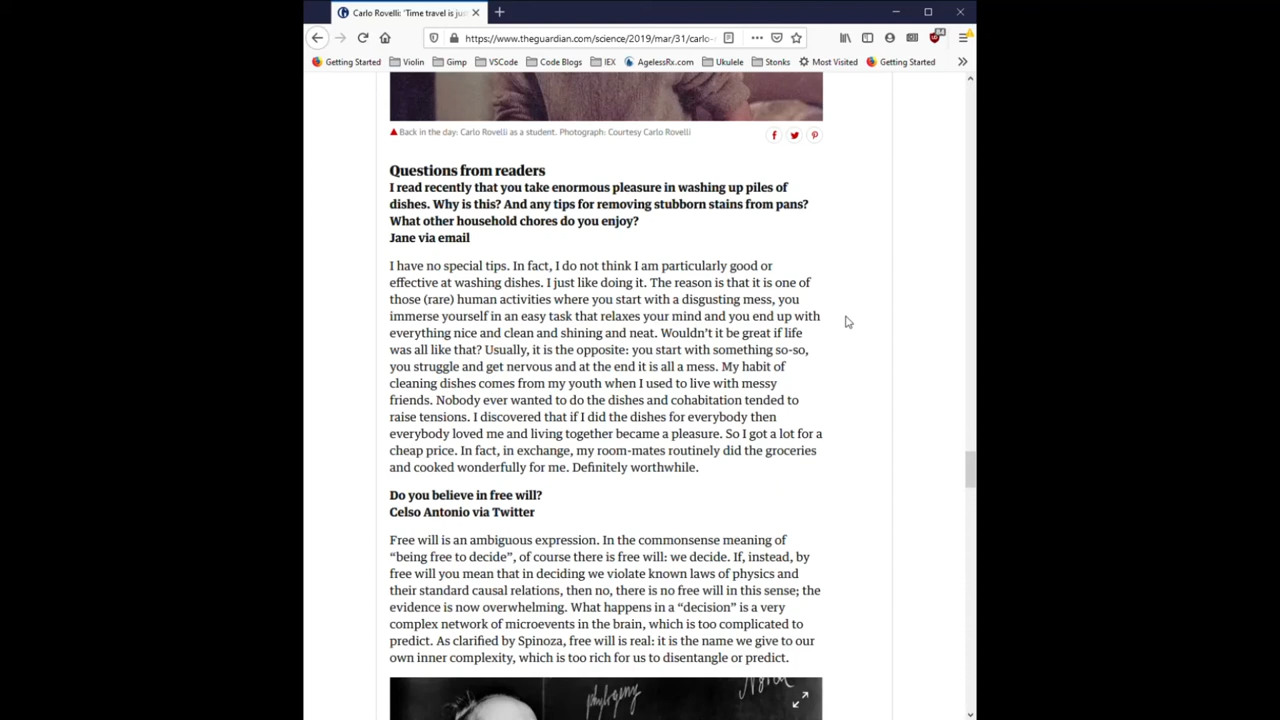 Carlo Rovelli: 'Time travel is jus
https://www.theguardian.com/science/2019/mar/31/carlo-
Getting Started Violin Gimp VSCode Code Blogs IEX AgelessRx.com Ukulele Stonks Most Visited Getting Started
Back in the day: Carlo Rovelli as a student. Photograph: Courtesy Carlo Rovelli
Questions from readers
I read recently that you take enormous pleasure in washing up piles of
dishes. Why is this? And any tips for removing stubborn stains from pans?
What other household chores do you enjoy?
Jane via email
I have no special tips. In fact, I do not think I am particularly good or
effective at washing dishes. I just like doing it. The reason is that it is one of
those (rare) human activities where you start with a disgusting mess, you
immerse yourself in an easy task that relaxes your mind and you end up with
everything nice and clean and shining and neat. Wouldn't it be great if life
was all like that? Usually, it is the opposite: you start with something so-so,
you struggle and get nervous and at the end it is all a mess. My habit of
cleaning dishes comes from my youth when I used to live with messy
friends. Nobody ever wanted to do the dishes and cohabitation tended to
raise tensions. I discovered that if I did the dishes for everybody then
everybody loved me and living together became a pleasure. So I got a lot for a
cheap price. In fact, in exchange, my room-mates routinely did the groceries
and cooked wonderfully for me. Definitely worthwhile.
Do you believe in free will?
Celso Antonio via Twitter
Free will is an ambiguous expression. In the commonsense meaning of
“being free to decide”, of course there is free will: we decide. If, instead, by
free will you mean that in deciding we violate known laws of physics and
their standard causal relations, then no, there is no free will in this sense; the
evidence is now overwhelming. What happens in a “decision” is a very
complex network of microevents in the brain, which is too complicated to
predict. As clarified by Spinoza, free will is real: it is the name we give to our
own inner complexity, which is too rich for us to disentangle or predict.
phylogeny